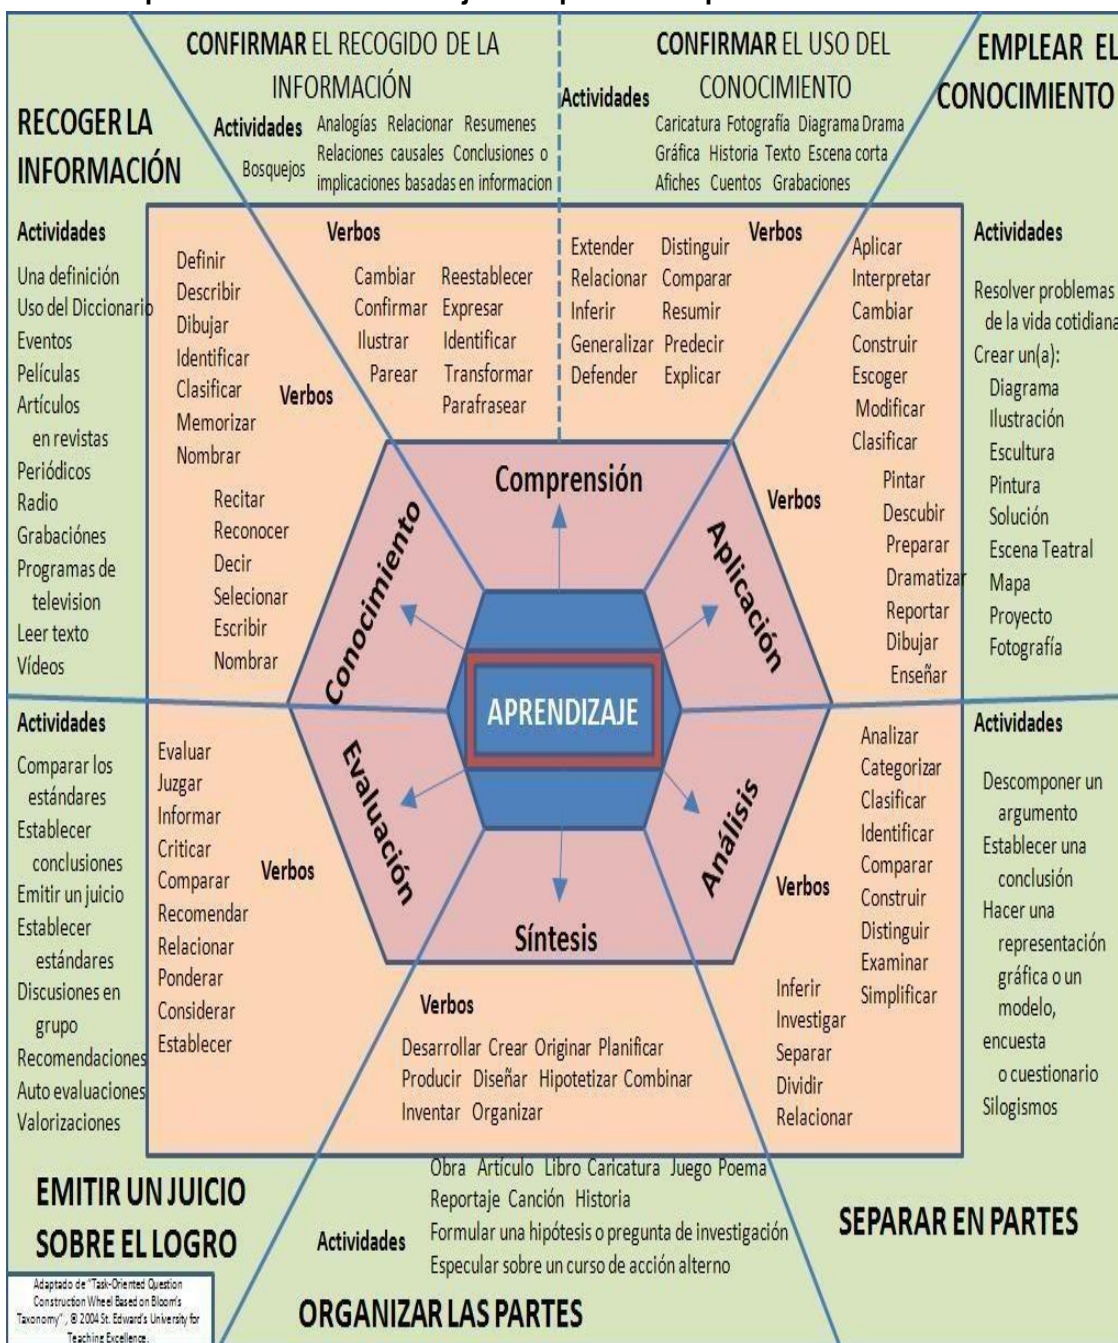 CONFIRMAR EL RECOGIDO DE LA
INFORMACIÓN
Actividades
Bosquejos
Analogías Relacionar Resumenes
Relaciones causales Conclusiones o
implicaciones basadas en informacion
CONFIRMAR EL USO DEL
CONOCIMIENTO
Actividades
Caricatura Fotografía Diagrama Drama
Gráfica Historia Texto Escena corta
Afiches Cuentos Grabaciones
EMPLEAR EL
CONOCIMIENTO
RECOGER LA
INFORMACIÓN
Actividades
Una definición
Uso del Diccionario
Eventos
Películas
Artículos
en revistas
Periódicos
Radio
Grabaciónes
Programas de
television
Leer texto
Vídeos
Definir
Describir
Dibujar
Identificar
Clasificar
Memorizar
Nombrar
Verbos
Recitar
Reconocer
Decir
Selecionar
Escribir
Nombrar
Verbos
Cambiar
Confirmar
Ilustrar
Parear
Reestablecer
Expresar
Identificar
Transformar
Parafrasear
Extender
Relacionar
Inferir
Generalizar
Defender
Distinguir
Comparar
Resumir
Predecir
Explicar
Verbos
Aplicar
Interpretar
Cambiar
Construir
Escoger
Modificar
Clasificar
Verbos
Pintar
Descubir
Preparar
Dramatizar
Reportar
Dibujar
Enseñar
Actividades
Resolver problemas
de la vida cotidiana
Crear un(a):
Diagrama
Ilustración
Escultura
Pintura
Solución
Escena Teatral
Mapa
Proyecto
Fotografía
Comprensión
Conocimiento
Aplicación
APRENDIZAJE
Evaluación
Análisis
Síntesis
Actividades
Comparar los
estándares
Establecer
conclusiones
Emitir un juicio
Establecer
estándares
Discusiones en
grupo
Recomendaciones
Auto evaluaciones
Valorizaciones
Evaluar
Juzgar
Informar
Criticar
Comparar
Recomendar
Relacionar
Ponderar
Considerar
Establecer
Verbos
Verbos
Desarrollar Crear Originar Planificar
Producir Diseñar Hipotetizar Combinar
Inventar Organizar
Verbos
Analizar
Categorizar
Clasificar
Identificar
Comparar
Construir
Distinguir
Examinar
Simplificar
Inferir
Investigar
Separar
Dividir
Relacionar
Actividades
Descomponer un
argumento
Establecer una
conclusión
Hacer una
representación
gráfica o un
modelo,
encuesta
o cuestionario
Silogismos
EMITIR UN JUICIO
SOBRE EL LOGRO
Actividades
Obra Artículo Libro Caricatura Juego Poema
Reportaje Canción Historia
Formular una hipótesis o pregunta de investigación
Especular sobre un curso de acción alterno
ORGANIZAR LAS PARTES
SEPARAR EN PARTES
Adaptado de "Task-Oriented Question
Construction Wheel Based on Bloom's
Taxonomy", © 2004 St. Edward's University for
Teaching Excellence.